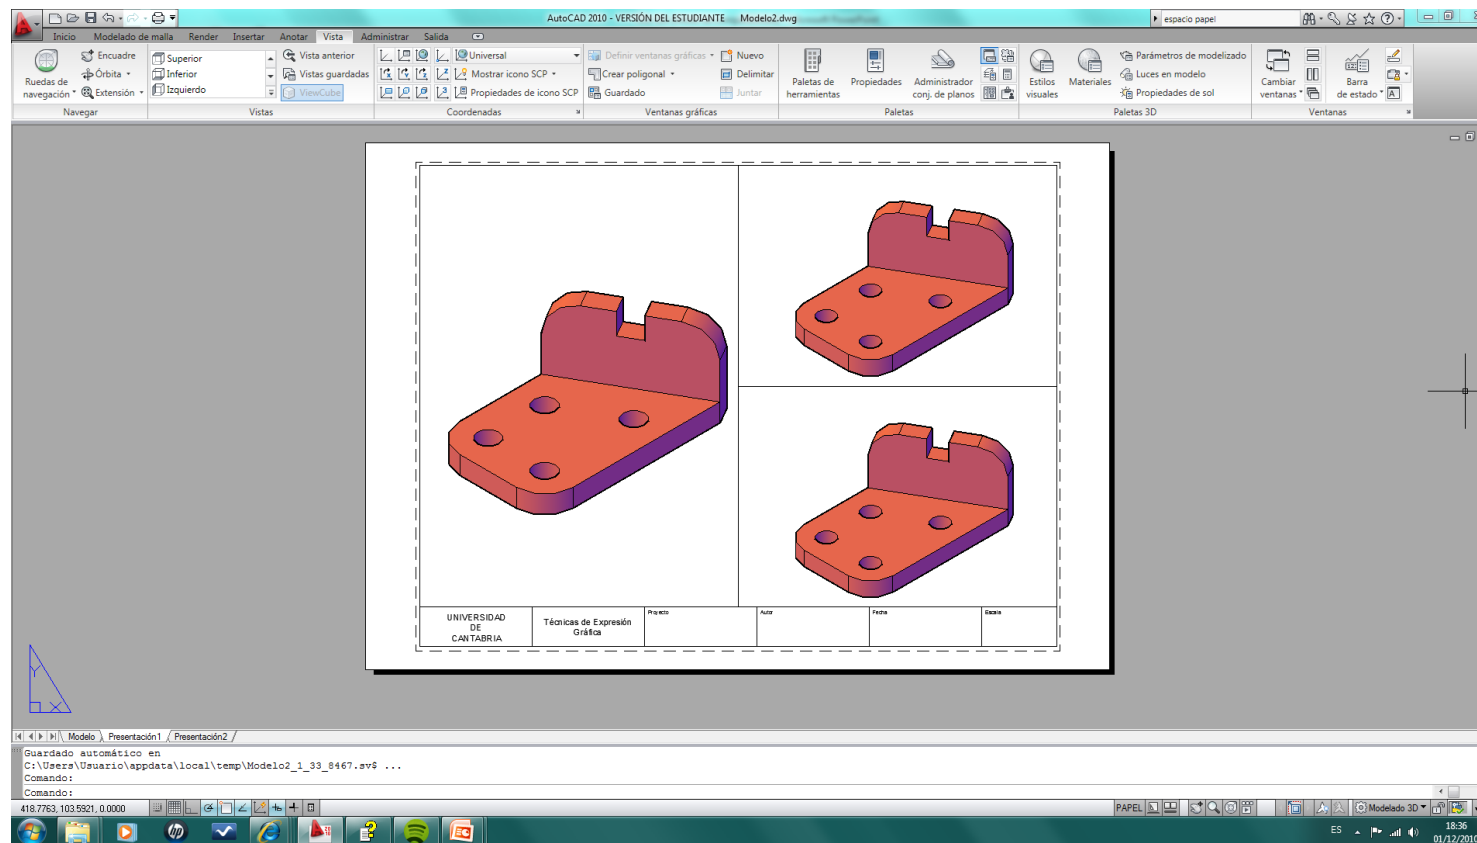 AutoCAD 2010 - VERSIÓN DEL ESTUDIANTE Modelo2.dwg
espacio papel
Inicio Modelado de malla Render Insertar Anotar Vista Administrar Salida
Ruedas de navegación
Encuadre
Órbita
Extensión
Navegar
Superior
Inferior
Izquierdo
Vista anterior
Vistas guardadas
ViewCube
Vistas
Universal
Mostrar icono SCP
Propiedades de icono SCP
Coordenadas
Definir ventanas gráficas
Crear poligonal
Guardado
Nuevo
Delimitar
Juntar
Ventanas gráficas
Paletas de herramientas
Propiedades
Administrador conj. de planos
Paletas
Estilos visuales
Materiales
Parámetros de modelizado
Luces en modelo
Propiedades de sol
Paletas 3D
Cambiar ventanas
Barra de estado
Ventanas
UNIVERSIDAD
DE
CANTABRIA
Técnicas de Expresión
Gráfica
Proyecto
Autor
Fecha
Escala
Y
X
Modelo Presentación1 Presentación2
Guardado automático en
C:\Users\Usuario\appdata\local\temp\Modelo2_1_33_8467.sv$ ...
Comando:
Comando:
418.7763, 103.5921, 0.0000
PAPEL
Modelado 3D
ES
18:36
01/12/2010